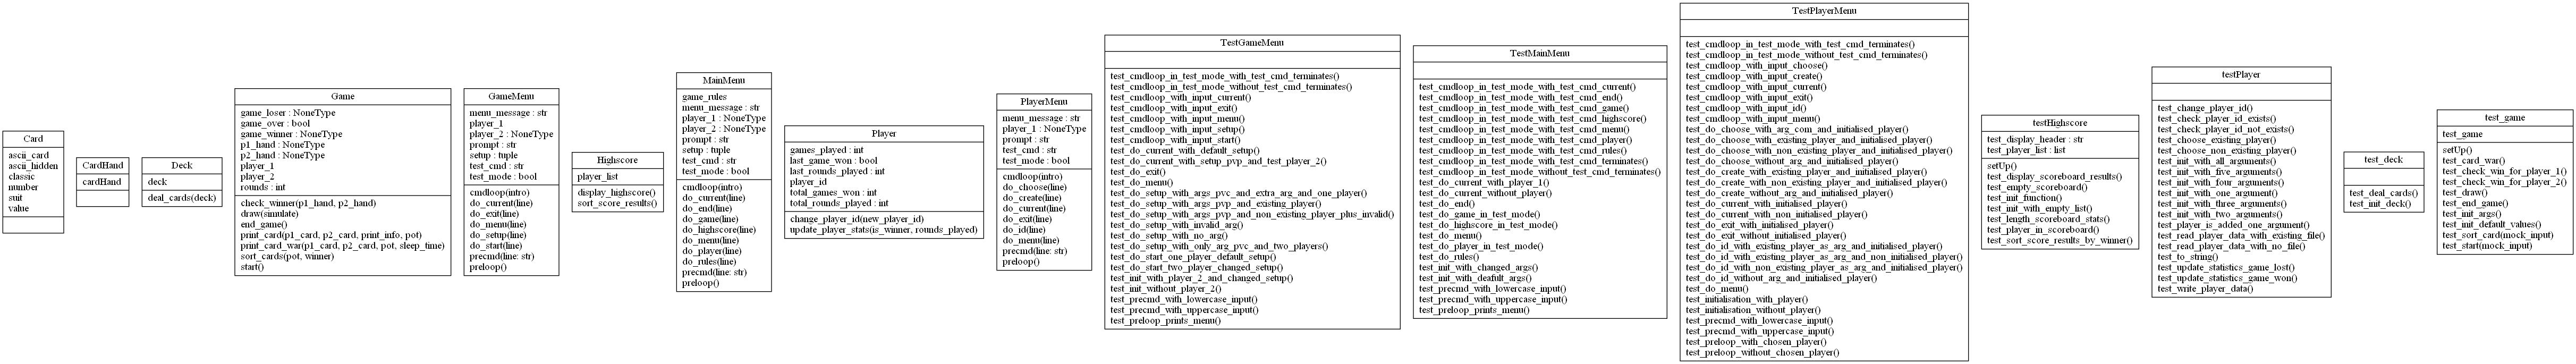 Card
ascii_card
ascii_hidden
classic
number
suit
value
CardHand
cardHand
Deck
deck
deal_cards(deck)
Game
game_loser : NoneType
game_over : bool
game_winner : NoneType
p1_hand : NoneType
p2_hand : NoneType
player_1
player_2
rounds : int
check_winner(p1_hand, p2_hand)
draw(simulate)
end_game()
print_card(p1_card, p2_card, print_info, pot)
print_card_war(p1_card, p2_card, pot, sleep_time)
sort_cards(pot, winner)
start()
GameMenu
menu_message : str
player_1
player_2 : NoneType
prompt : str
setup : tuple
test_cmd : str
test_mode : bool
cmdloop(intro)
do_current(line)
do_exit(line)
do_menu(line)
do_setup(line)
do_start(line)
precmd(line: str)
preloop()
Highscore
player_list
display_highscore()
sort_score_results()
MainMenu
game_rules
menu_message : str
player_1 : NoneType
player_2 : NoneType
prompt : str
setup : tuple
test_cmd : str
test_mode : bool
cmdloop(intro)
do_current(line)
do_end(line)
do_game(line)
do_highscore(line)
do_menu(line)
do_player(line)
do_rules(line)
precmd(line: str)
preloop()
Player
games_played : int
last_game_won : bool
last_rounds_played : int
player_id
total_games_won : int
total_rounds_played : int
change_player_id(new_player_id)
update_player_stats(is_winner, rounds_played)
PlayerMenu
menu_message : str
player_1 : NoneType
prompt : str
test_cmd : str
test_mode : bool
cmdloop(intro)
do_choose(line)
do_create(line)
do_current(line)
do_exit(line)
do_id(line)
do_menu(line)
precmd(line: str)
preloop()
TestGameMenu
test_cmdloop_in_test_mode_with_test_cmd_terminates()
test_cmdloop_in_test_mode_without_test_cmd_terminates()
test_cmdloop_with_input_current()
test_cmdloop_with_input_exit()
test_cmdloop_with_input_menu()
test_cmdloop_with_input_setup()
test_cmdloop_with_input_start()
test_do_current_with_default_setup()
test_do_current_with_setup_pvp_and_test_player_2()
test_do_exit()
test_do_menu()
test_do_setup_with_args_pvc_and_extra_arg_and_one_player()
test_do_setup_with_args_pvp_and_existing_player()
test_do_setup_with_args_pvp_and_non_existing_player_plus_invalid()
test_do_setup_with_invalid_arg()
test_do_setup_with_no_arg()
test_do_setup_with_only_arg_pvc_and_two_players()
test_do_start_one_player_default_setup()
test_do_start_two_player_changed_setup()
test_init_with_player_2_and_changed_setup()
test_init_without_player_2()
test_precmd_with_lowercase_input()
test_precmd_with_uppercase_input()
test_preloop_prints_menu()
TestMainMenu
test_cmdloop_in_test_mode_with_test_cmd_current()
test_cmdloop_in_test_mode_with_test_cmd_end()
test_cmdloop_in_test_mode_with_test_cmd_game()
test_cmdloop_in_test_mode_with_test_cmd_highscore()
test_cmdloop_in_test_mode_with_test_cmd_menu()
test_cmdloop_in_test_mode_with_test_cmd_player()
test_cmdloop_in_test_mode_with_test_cmd_rules()
test_cmdloop_in_test_mode_with_test_cmd_terminates()
test_cmdloop_in_test_mode_without_test_cmd_terminates()
test_do_current_with_player_1()
test_do_current_without_player()
test_do_end()
test_do_game_in_test_mode()
test_do_highscore_in_test_mode()
test_do_menu()
test_do_player_in_test_mode()
test_do_rules()
test_init_with_changed_args()
test_init_with_deafult_args()
test_precmd_with_lowercase_input()
test_precmd_with_uppercase_input()
test_preloop_prints_menu()
TestPlayerMenu
test_cmdloop_in_test_mode_with_test_cmd_terminates()
test_cmdloop_in_test_mode_without_test_cmd_terminates()
test_cmdloop_with_input_choose()
test_cmdloop_with_input_create()
test_cmdloop_with_input_current()
test_cmdloop_with_input_exit()
test_cmdloop_with_input_id()
test_cmdloop_with_input_menu()
test_do_choose_with_arg_com_and_initialised_player()
test_do_choose_with_existing_player_and_initialised_player()
test_do_choose_with_non_existing_player_and_initialised_player()
test_do_choose_without_arg_and_initialised_player()
test_do_create_with_existing_player_and_initialised_player()
test_do_create_with_non_existing_player_and_initialised_player()
test_do_create_without_arg_and_initialised_player()
test_do_current_with_initialised_player()
test_do_current_with_non_initialised_player()
test_do_exit_with_initialised_player()
test_do_exit_without_initialised_player()
test_do_id_with_existing_player_as_arg_and_initialised_player()
test_do_id_with_existing_player_as_arg_and_non_initialised_player()
test_do_id_with_non_existing_player_as_arg_and_initialised_player()
test_do_id_without_arg_and_initialised_player()
test_do_menu()
test_initialisation_with_player()
test_initialisation_without_player()
test_precmd_with_lowercase_input()
test_precmd_with_uppercase_input()
test_preloop_with_chosen_player()
test_preloop_without_chosen_player()
testHighscore
test_display_header : str
test_player_list : list
setUp()
test_display_scoreboard_results()
test_empty_scoreboard()
test_init_function()
test_init_with_empty_list()
test_length_scoreboard_stats()
test_player_in_scoreboard()
test_sort_score_results_by_winner()
testPlayer
test_change_player_id()
test_check_player_id_exists()
test_check_player_id_not_exists()
test_choose_existing_player()
test_choose_non_existing_player()
test_init_with_all_arguments()
test_init_with_five_arguments()
test_init_with_four_arguments()
test_init_with_one_argument()
test_init_with_three_arguments()
test_init_with_two_arguments()
test_player_is_added_one_argument()
test_read_player_data_with_existing_file()
test_read_player_data_with_no_file()
test_to_string()
test_update_statistics_game_lost()
test_update_statistics_game_won()
test_write_player_data()
test_deck
test_deal_cards()
test_init_deck()
test_game
test_game
setUp()
test_card_war()
test_check_win_for_player_1()
test_check_win_for_player_2()
test_draw()
test_end_game()
test_init_args()
test_init_default_values()
test_sort_card(mock_input)
test_start(mock_input)